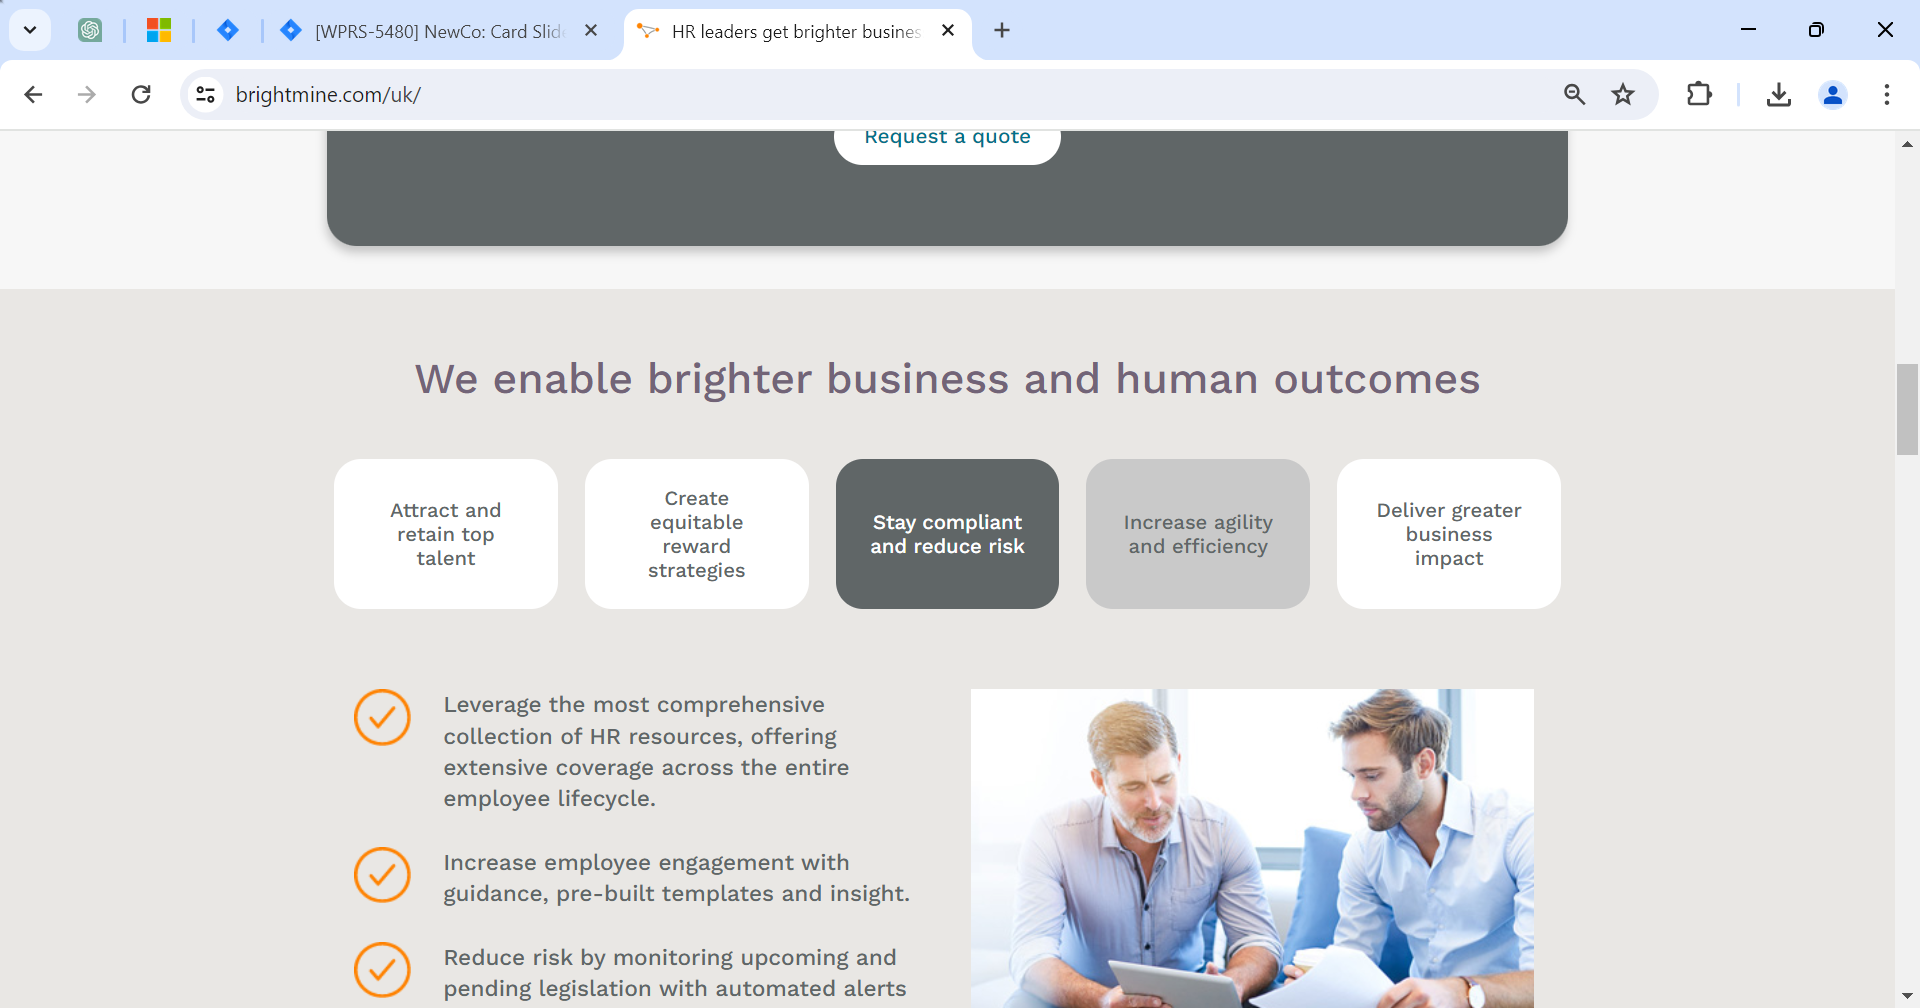 [WPRS-5480] NewCo: Card Slid
HR leaders get brighter busines
brightmine.com/uk/
Request a quote
We enable brighter business and human outcomes
Attract and
retain top
talent
Create
equitable
reward
strategies
Stay compliant
and reduce risk
Increase agility
and efficiency
Deliver greater
business
impact
Leverage the most comprehensive
collection of HR resources, offering
extensive coverage across the entire
employee lifecycle.
Increase employee engagement with
guidance, pre-built templates and insight.
Reduce risk by monitoring upcoming and
pending legislation with automated alerts